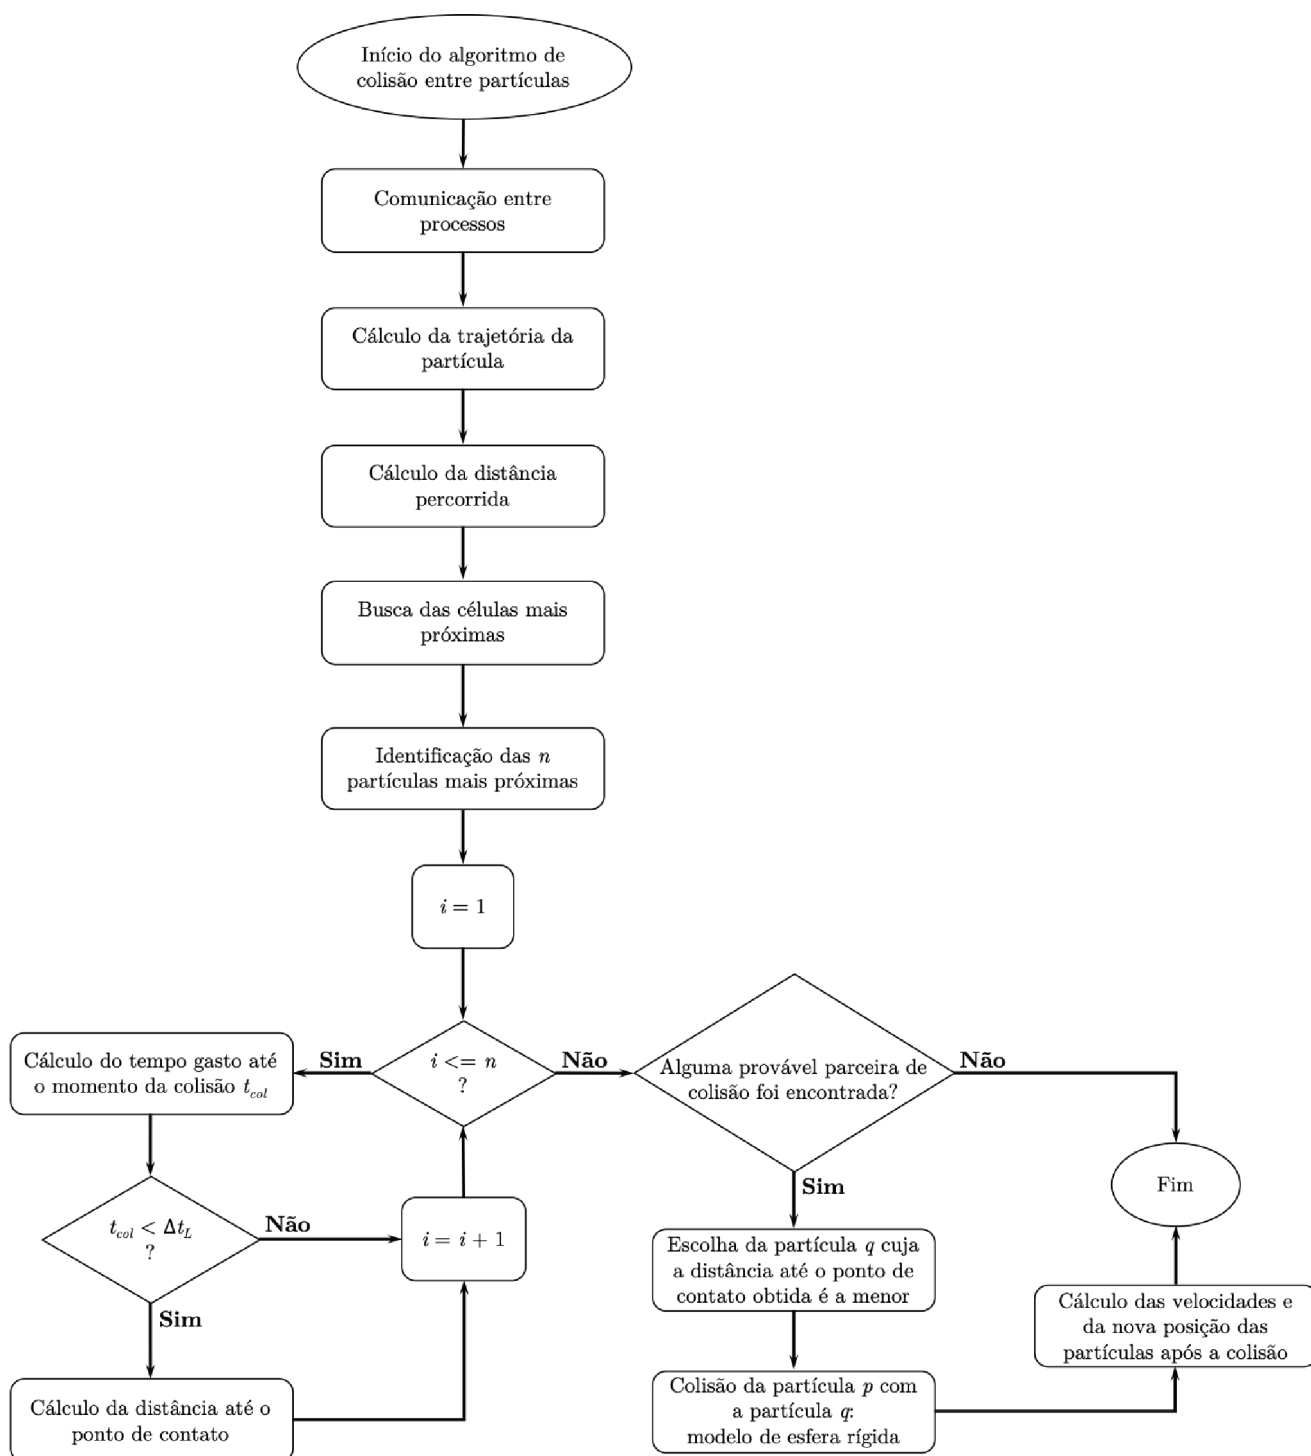 Início do algoritmo de
colisão entre partículas
Comunicação entre
processos
Cálculo da trajetória da
partícula
Cálculo da distância
percorrida
Busca das células mais
próximas
Identificação das n
partículas mais próximas
i = 1
i <= n
?
Sim
Não
Cálculo do tempo gasto até
o momento da colisão t_col
t_col < Δt_L
?
Não
Sim
i = i + 1
Cálculo da distância até o
ponto de contato
Alguma provável parceira de
colisão foi encontrada?
Não
Sim
Escolha da partícula q cuja
a distância até o ponto de
contato obtida é a menor
Colisão da partícula p com
a partícula q:
modelo de esfera rígida
Cálculo das velocidades e
da nova posição das
partículas após a colisão
Fim